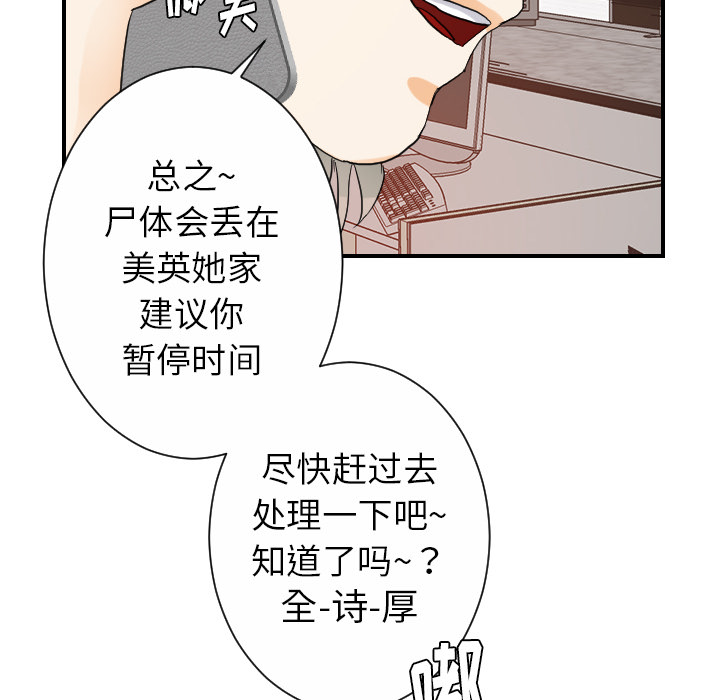 总之~
尸体会丢在
美英她家
建议你
暂停时间
尽快赶过去
处理一下吧~
知道了吗~？
全-诗-厚
嘟